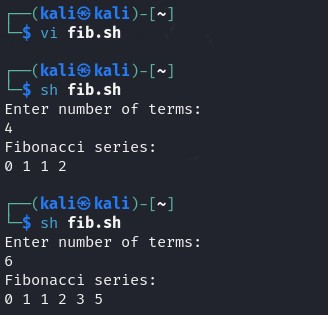 ┌──(kali㉿kali)-[~]
└─$ vi fib.sh
┌──(kali㉿kali)-[~]
└─$ sh fib.sh
Enter number of terms:
4
Fibonacci series:
0 1 1 2
┌──(kali㉿kali)-[~]
└─$ sh fib.sh
Enter number of terms:
6
Fibonacci series:
0 1 1 2 3 5